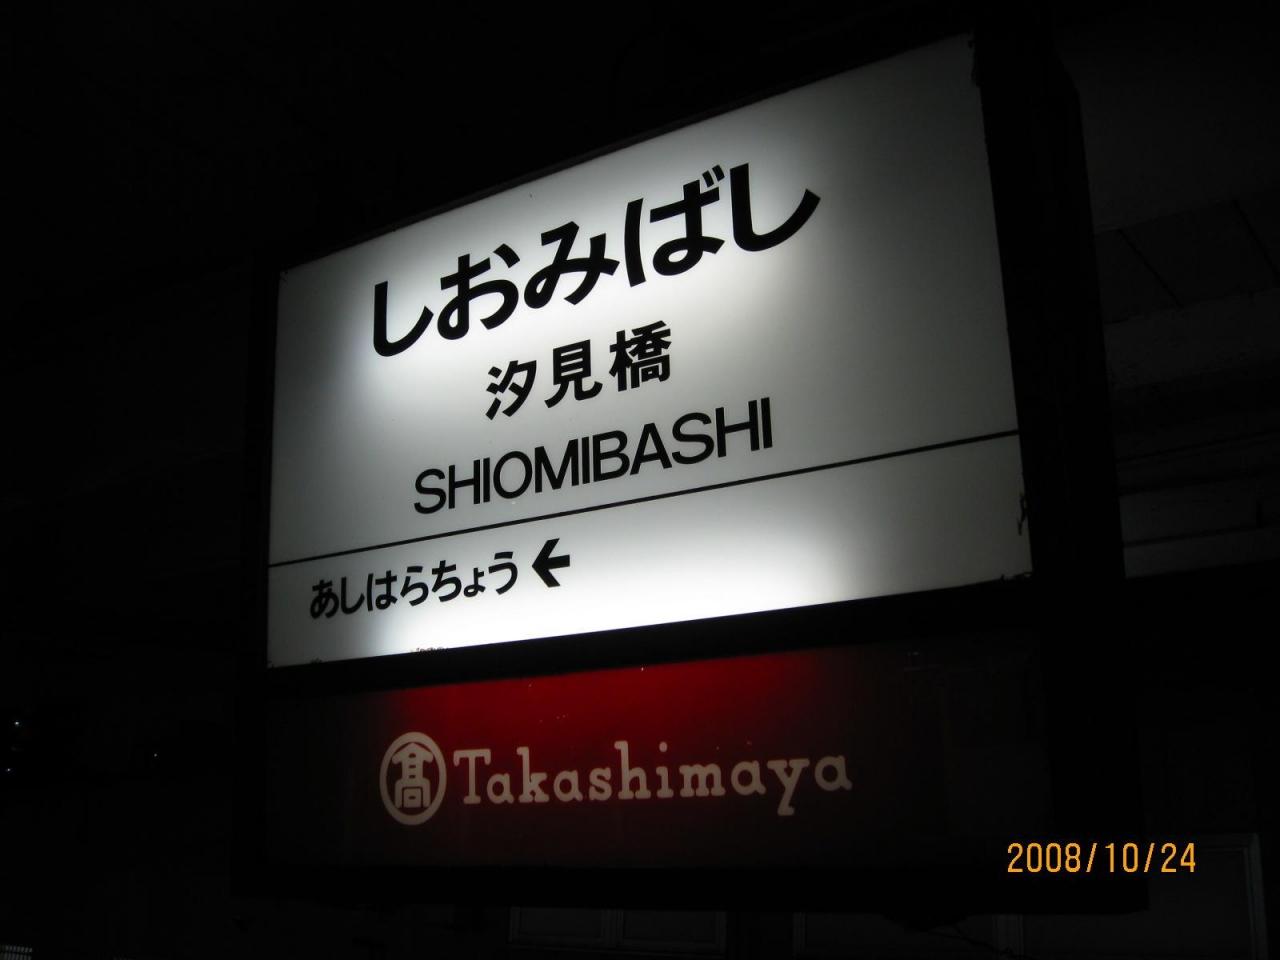 しおみばし
汐見橋
SHIOMIBASHI
あしはらちょう ←
髙 Takashimaya
2008/10/24